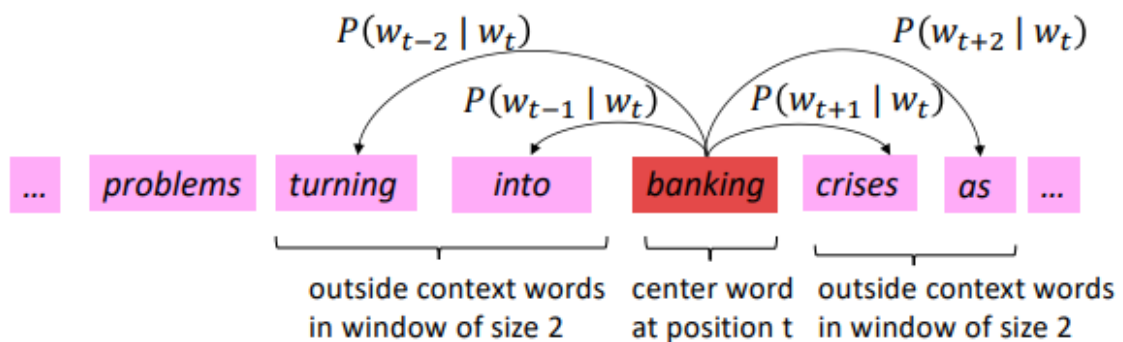 P(w_{t−2} | w_t) P(w_{t+2} | w_t)
P(w_{t−1} | w_t) P(w_{t+1} | w_t)
... problems turning into banking crises as ...
outside context words center word outside context words
in window of size 2 at position t in window of size 2